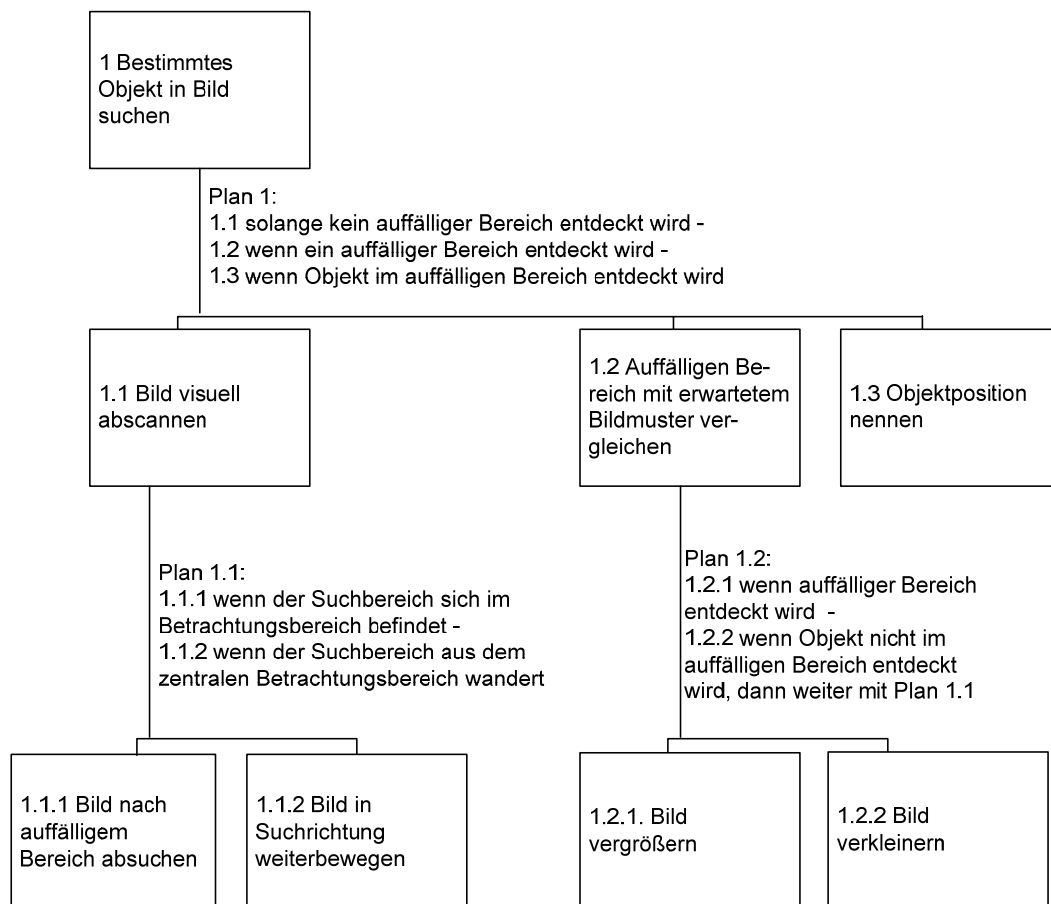 1 Bestimmtes
Objekt in Bild
suchen
Plan 1:
1.1 solange kein auffälliger Bereich entdeckt wird -
1.2 wenn ein auffälliger Bereich entdeckt wird -
1.3 wenn Objekt im auffälligen Bereich entdeckt wird
1.1 Bild visuell
abscannen
1.2 Auffälligen Be-
reich mit erwartetem
Bildmuster ver-
gleichen
1.3 Objektposition
nennen
Plan 1.1:
1.1.1 wenn der Suchbereich sich im
Betrachtungsbereich befindet -
1.1.2 wenn der Suchbereich aus dem
zentralen Betrachtungsbereich wandert
Plan 1.2:
1.2.1 wenn auffälliger Bereich
entdeckt wird -
1.2.2 wenn Objekt nicht im
auffälligen Bereich entdeckt
wird, dann weiter mit Plan 1.1
1.1.1 Bild nach
auffälligem
Bereich absuchen
1.1.2 Bild in
Suchrichtung
weiterbewegen
1.2.1. Bild
vergrößern
1.2.2 Bild
verkleinern